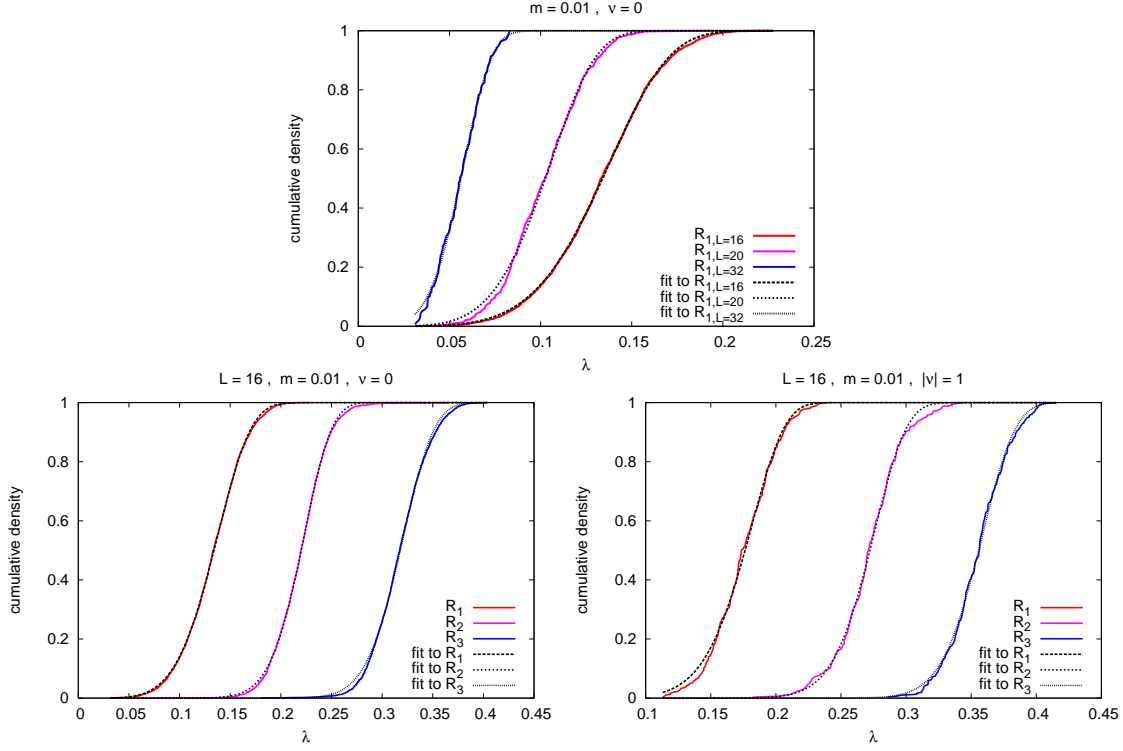 m = 0.01 , ν = 0
cumulative density
1
0.8
0.6
0.4
0.2
0
0.05
0.1
0.15
0.2
0.25
λ
R1,L=16
R1,L=20
R1,L=32
fit to R1,L=16
fit to R1,L=20
fit to R1,L=32
L = 16 , m = 0.01 , ν = 0
cumulative density
1
0.8
0.6
0.4
0.2
0
0
0.05
0.1
0.15
0.2
0.25
0.3
0.35
0.4
0.45
λ
R1
R2
R3
fit to R1
fit to R2
fit to R3
L = 16 , m = 0.01 , |ν| = 1
cumulative density
1
0.8
0.6
0.4
0.2
0
0.1
0.15
0.2
0.25
0.3
0.35
0.4
0.45
λ
R1
R2
R3
fit to R1
fit to R2
fit to R3